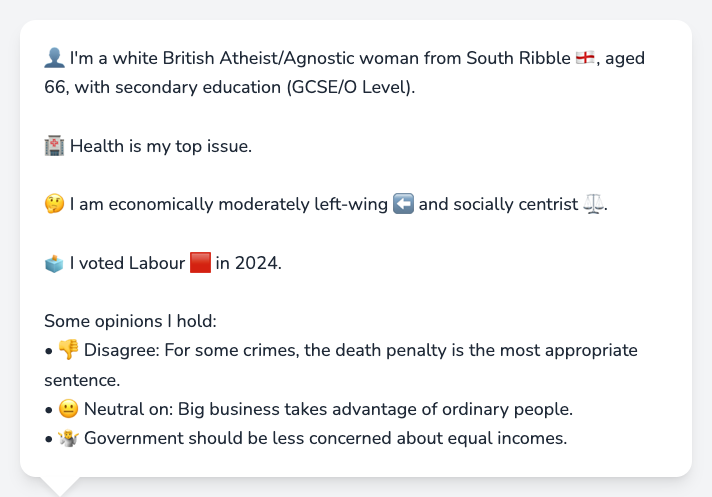 👤 I'm a white British Atheist/Agnostic woman from South Ribble 🏴󠁧󠁢󠁥󠁮󠁧󠁿, aged
66, with secondary education (GCSE/O Level).
🏥 Health is my top issue.
🤔 I am economically moderately left-wing ⬅️ and socially centrist ⚖️.
🗳️ I voted Labour 🟥 in 2024.
Some opinions I hold:
• 👎 Disagree: For some crimes, the death penalty is the most appropriate
sentence.
• 😐 Neutral on: Big business takes advantage of ordinary people.
• 🤷‍♀️ Government should be less concerned about equal incomes.